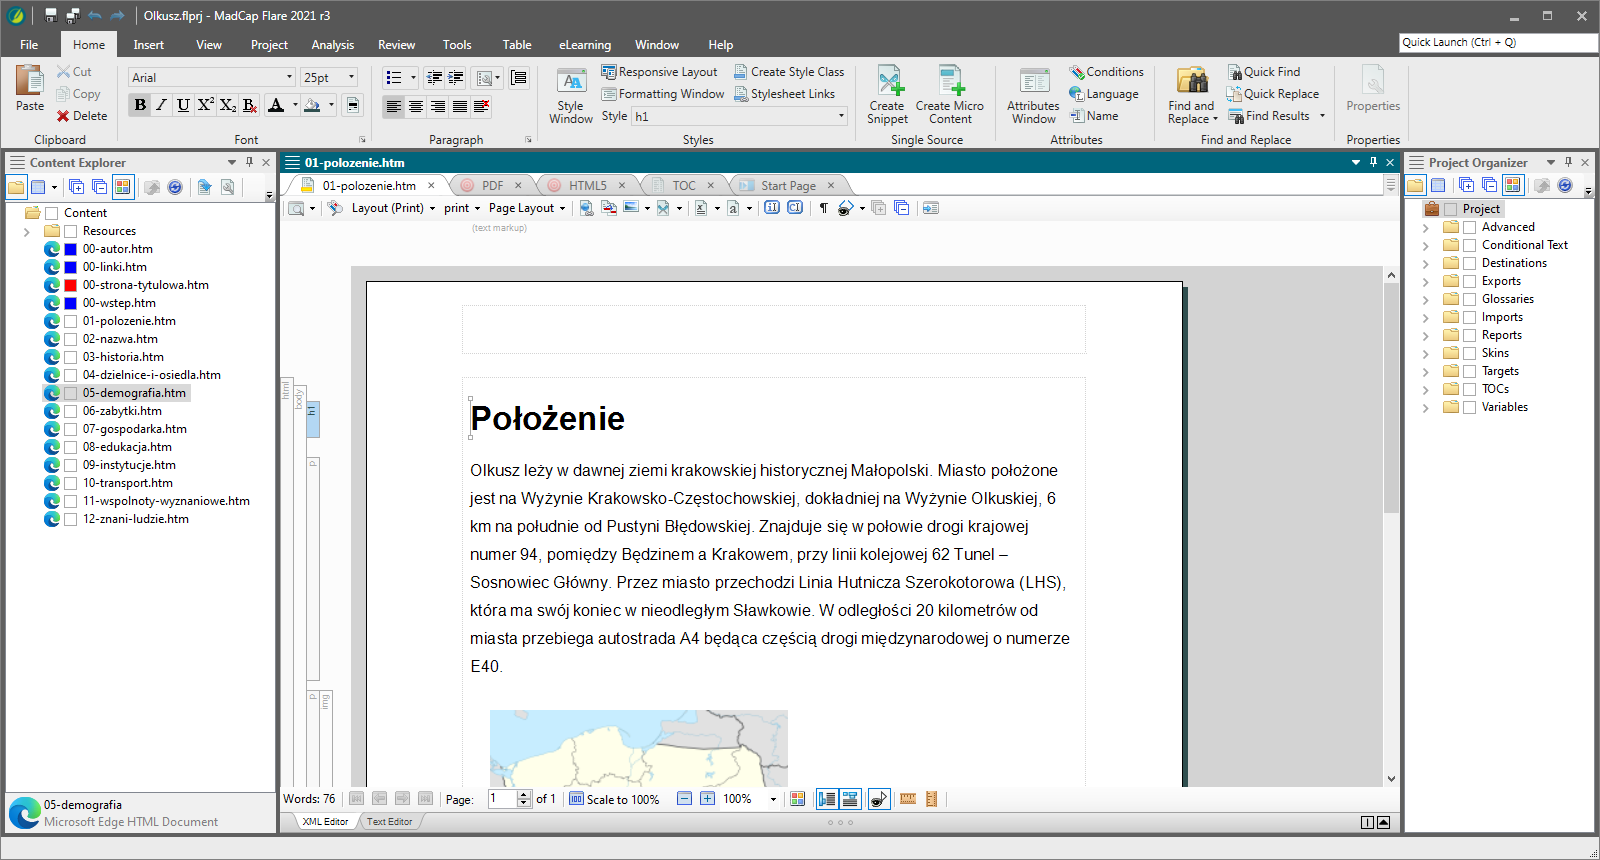 Olkusz.flprj - MadCap Flare 2021 r3
File Home Insert View Project Analysis Review Tools Table eLearning Window Help
Quick Launch (Ctrl + Q)
Paste
Cut
Copy
Delete
Clipboard
Arial 25pt
B I U X² X₂ B A
Font
Paragraph
Style Window
Responsive Layout
Formatting Window
Create Style Class
Stylesheet Links
Style h1
Styles
Create Snippet
Create Micro Content
Single Source
Attributes Window
Conditions
Language
Name
Attributes
Find and Replace
Quick Find
Quick Replace
Find Results
Find and Replace
Properties
Properties
Content Explorer
Content
Resources
00-autor.htm
00-linki.htm
00-strona-tytulowa.htm
00-wstep.htm
01-polozenie.htm
02-nazwa.htm
03-historia.htm
04-dzielnice-i-osiedla.htm
05-demografia.htm
06-zabytki.htm
07-gospodarka.htm
08-edukacja.htm
09-instytucje.htm
10-transport.htm
11-wspolnoty-wyznaniowe.htm
12-znani-ludzie.htm
05-demografia
Microsoft Edge HTML Document
01-polozenie.htm
01-polozenie.htm PDF HTML5 TOC Start Page
Layout (Print) print Page Layout
(text markup)
html
body
h1
p
p
img
Położenie
Olkusz leży w dawnej ziemi krakowskiej historycznej Małopolski. Miasto położone
jest na Wyżynie Krakowsko-Częstochowskiej, dokładniej na Wyżynie Olkuskiej, 6
km na południe od Pustyni Błędowskiej. Znajduje się w połowie drogi krajowej
numer 94, pomiędzy Będzinem a Krakowem, przy linii kolejowej 62 Tunel –
Sosnowiec Główny. Przez miasto przechodzi Linia Hutnicza Szerokotorowa (LHS),
która ma swój koniec w nieodległym Sławkowie. W odległości 20 kilometrów od
miasta przebiega autostrada A4 będąca częścią drogi międzynarodowej o numerze
E40.
Words: 76 Page: 1 of 1 Scale to 100% 100%
XML Editor Text Editor
Project Organizer
Project
Advanced
Conditional Text
Destinations
Exports
Glossaries
Imports
Reports
Skins
Targets
TOCs
Variables